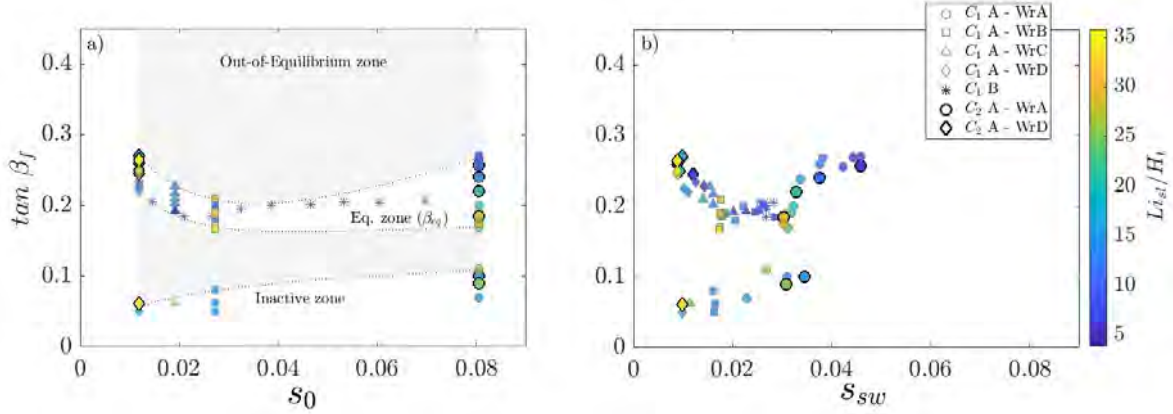 a)
Out-of-Equilibrium zone
Eq. zone (β_eq)
Inactive zone
tan β_f
0.4
0.3
0.2
0.1
0
0 0.02 0.04 0.06 0.08
s_0
b)
0.4
0.3
0.2
0.1
0
0 0.02 0.04 0.06 0.08
s_sw
C_1 A - WrA
C_1 A - WrB
C_1 A - WrC
C_1 A - WrD
C_1 B
C_2 A - WrA
C_2 A - WrD
35
30
25
20
15
10
5